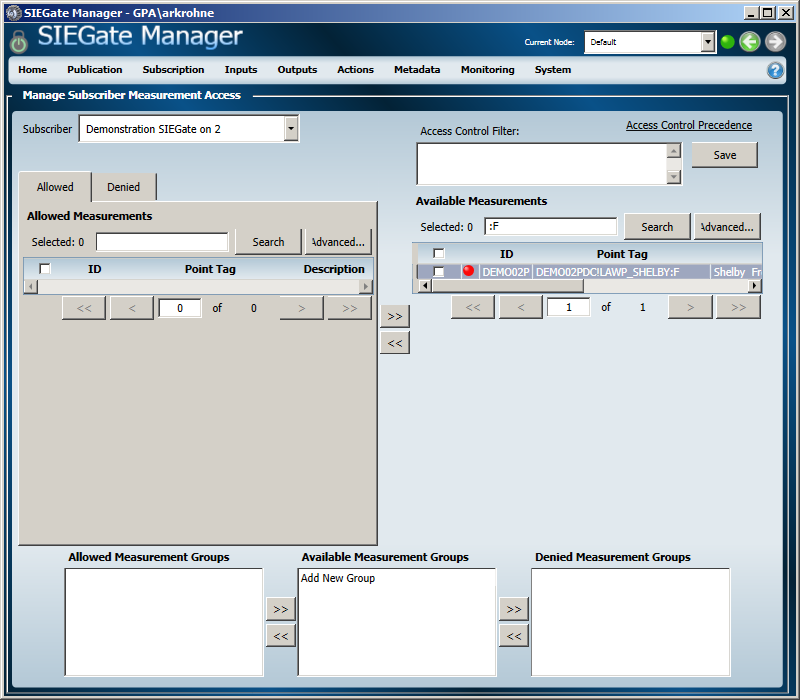 SIEGate Manager - GPA\arkrohne
SIEGate Manager
Current Node: Default
Home Publication Subscription Inputs Outputs Actions Metadata Monitoring System
Manage Subscriber Measurement Access
Subscriber Demonstration SIEGate on 2
Access Control Filter: Access Control Precedence
Save
Allowed Denied
Allowed Measurements
Selected: 0 Search Advanced...
ID Point Tag Description
<< < 0 of 0 > >>
Available Measurements
Selected: 0 :F Search Advanced...
ID Point Tag
DEMO02P DEMO02PDC!LAWP_SHELBY:F Shelby Fr
<< < 1 of 1 > >>
>>
<<
Allowed Measurement Groups Available Measurement Groups Denied Measurement Groups
Add New Group
>> >>
<< <<